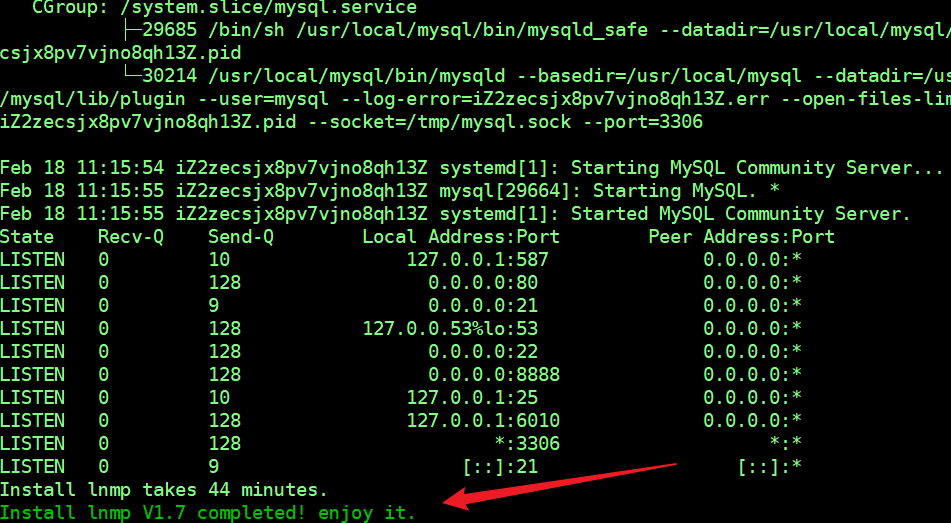 CGroup: /system.slice/mysql.service
├─29685 /bin/sh /usr/local/mysql/bin/mysqld_safe --datadir=/usr/local/mysql/
csjx8pv7vjno8qh13Z.pid
└─30214 /usr/local/mysql/bin/mysqld --basedir=/usr/local/mysql --datadir=/us
/mysql/lib/plugin --user=mysql --log-error=iZ2zecsjx8pv7vjno8qh13Z.err --open-files-lim
iZ2zecsjx8pv7vjno8qh13Z.pid --socket=/tmp/mysql.sock --port=3306

Feb 18 11:15:54 iZ2zecsjx8pv7vjno8qh13Z systemd[1]: Starting MySQL Community Server...
Feb 18 11:15:55 iZ2zecsjx8pv7vjno8qh13Z mysql[29664]: Starting MySQL. *
Feb 18 11:15:55 iZ2zecsjx8pv7vjno8qh13Z systemd[1]: Started MySQL Community Server.
State Recv-Q Send-Q Local Address:Port Peer Address:Port
LISTEN 0 10 127.0.0.1:587 0.0.0.0:*
LISTEN 0 128 0.0.0.0:80 0.0.0.0:*
LISTEN 0 9 0.0.0.0:21 0.0.0.0:*
LISTEN 0 128 127.0.0.53%lo:53 0.0.0.0:*
LISTEN 0 128 0.0.0.0:22 0.0.0.0:*
LISTEN 0 128 0.0.0.0:8888 0.0.0.0:*
LISTEN 0 10 127.0.0.1:25 0.0.0.0:*
LISTEN 0 128 127.0.0.1:6010 0.0.0.0:*
LISTEN 0 128 *:3306 *:*
LISTEN 0 9 [::]:21 [::]:*
Install lnmp takes 44 minutes.
Install lnmp V1.7 completed! enjoy it.